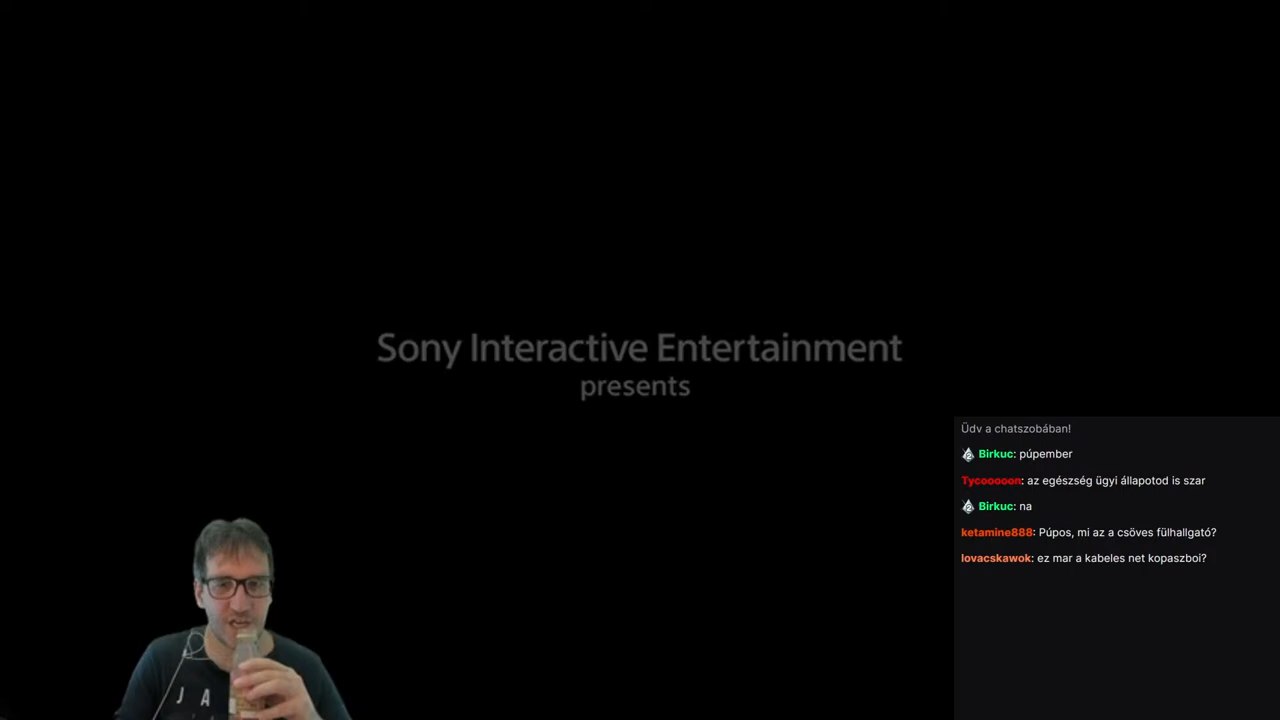 Sony Interactive Entertainment
presents
Üdv a chatszobában!
Birkuc: púpember
Tycooooon: az egészség ügyi állapotod is szar
Birkuc: na
ketamine888: Púpos, mi az a csöves fülhallgató?
lovacskawok: ez mar a kabeles net kopaszboi?
J A